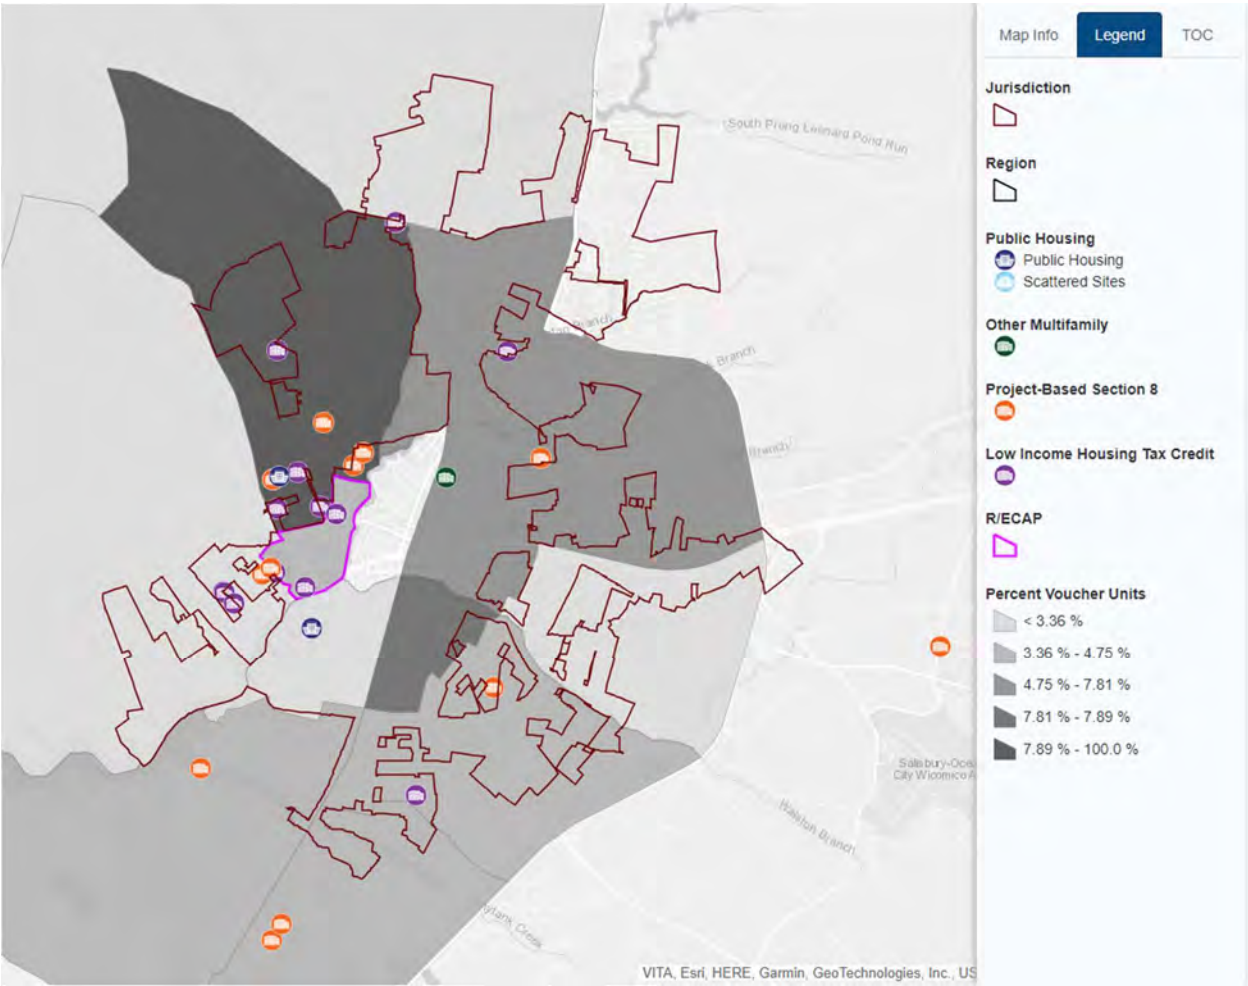 Map Info
Legend
TOC
Jurisdiction
Region
Public Housing
Public Housing
Scattered Sites
Other Multifamily
Project-Based Section 8
Low Income Housing Tax Credit
R/ECAP
Percent Voucher Units
< 3.36 %
3.36 % - 4.75 %
4.75 % - 7.81 %
7.81 % - 7.89 %
7.89 % - 100.0 %
South Prong Leonard Pond Run
Branch
Branch
Branch
Salisbury-Oce
City Wicomico A
Walston Branch
Creek
VITA, Esri, HERE, Garmin, GeoTechnologies, Inc., US